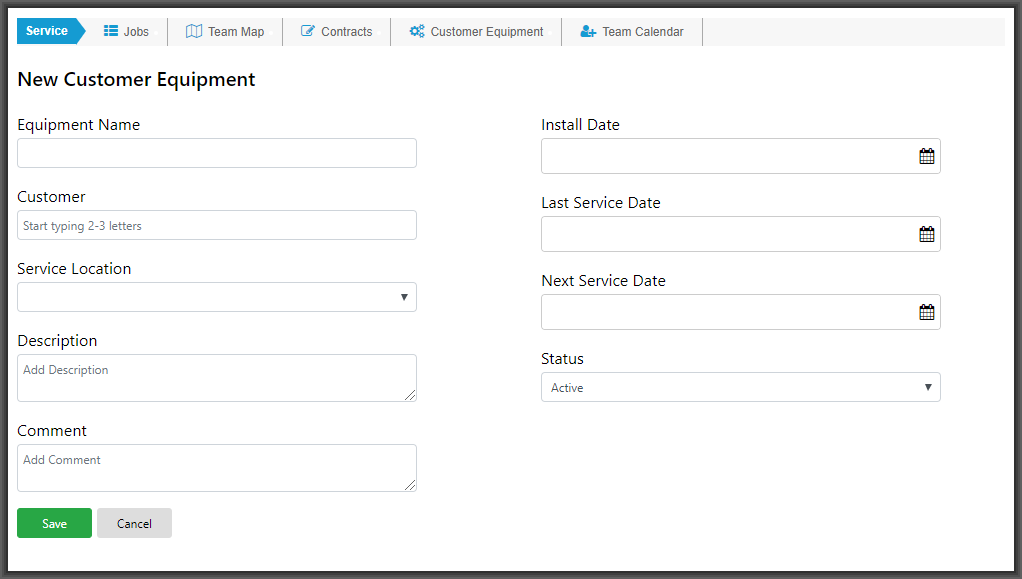 Service Jobs Team Map Contracts Customer Equipment Team Calendar
New Customer Equipment
Equipment Name
Customer
Start typing 2-3 letters
Service Location
Description
Add Description
Comment
Add Comment
Save Cancel
Install Date
Last Service Date
Next Service Date
Status
Active